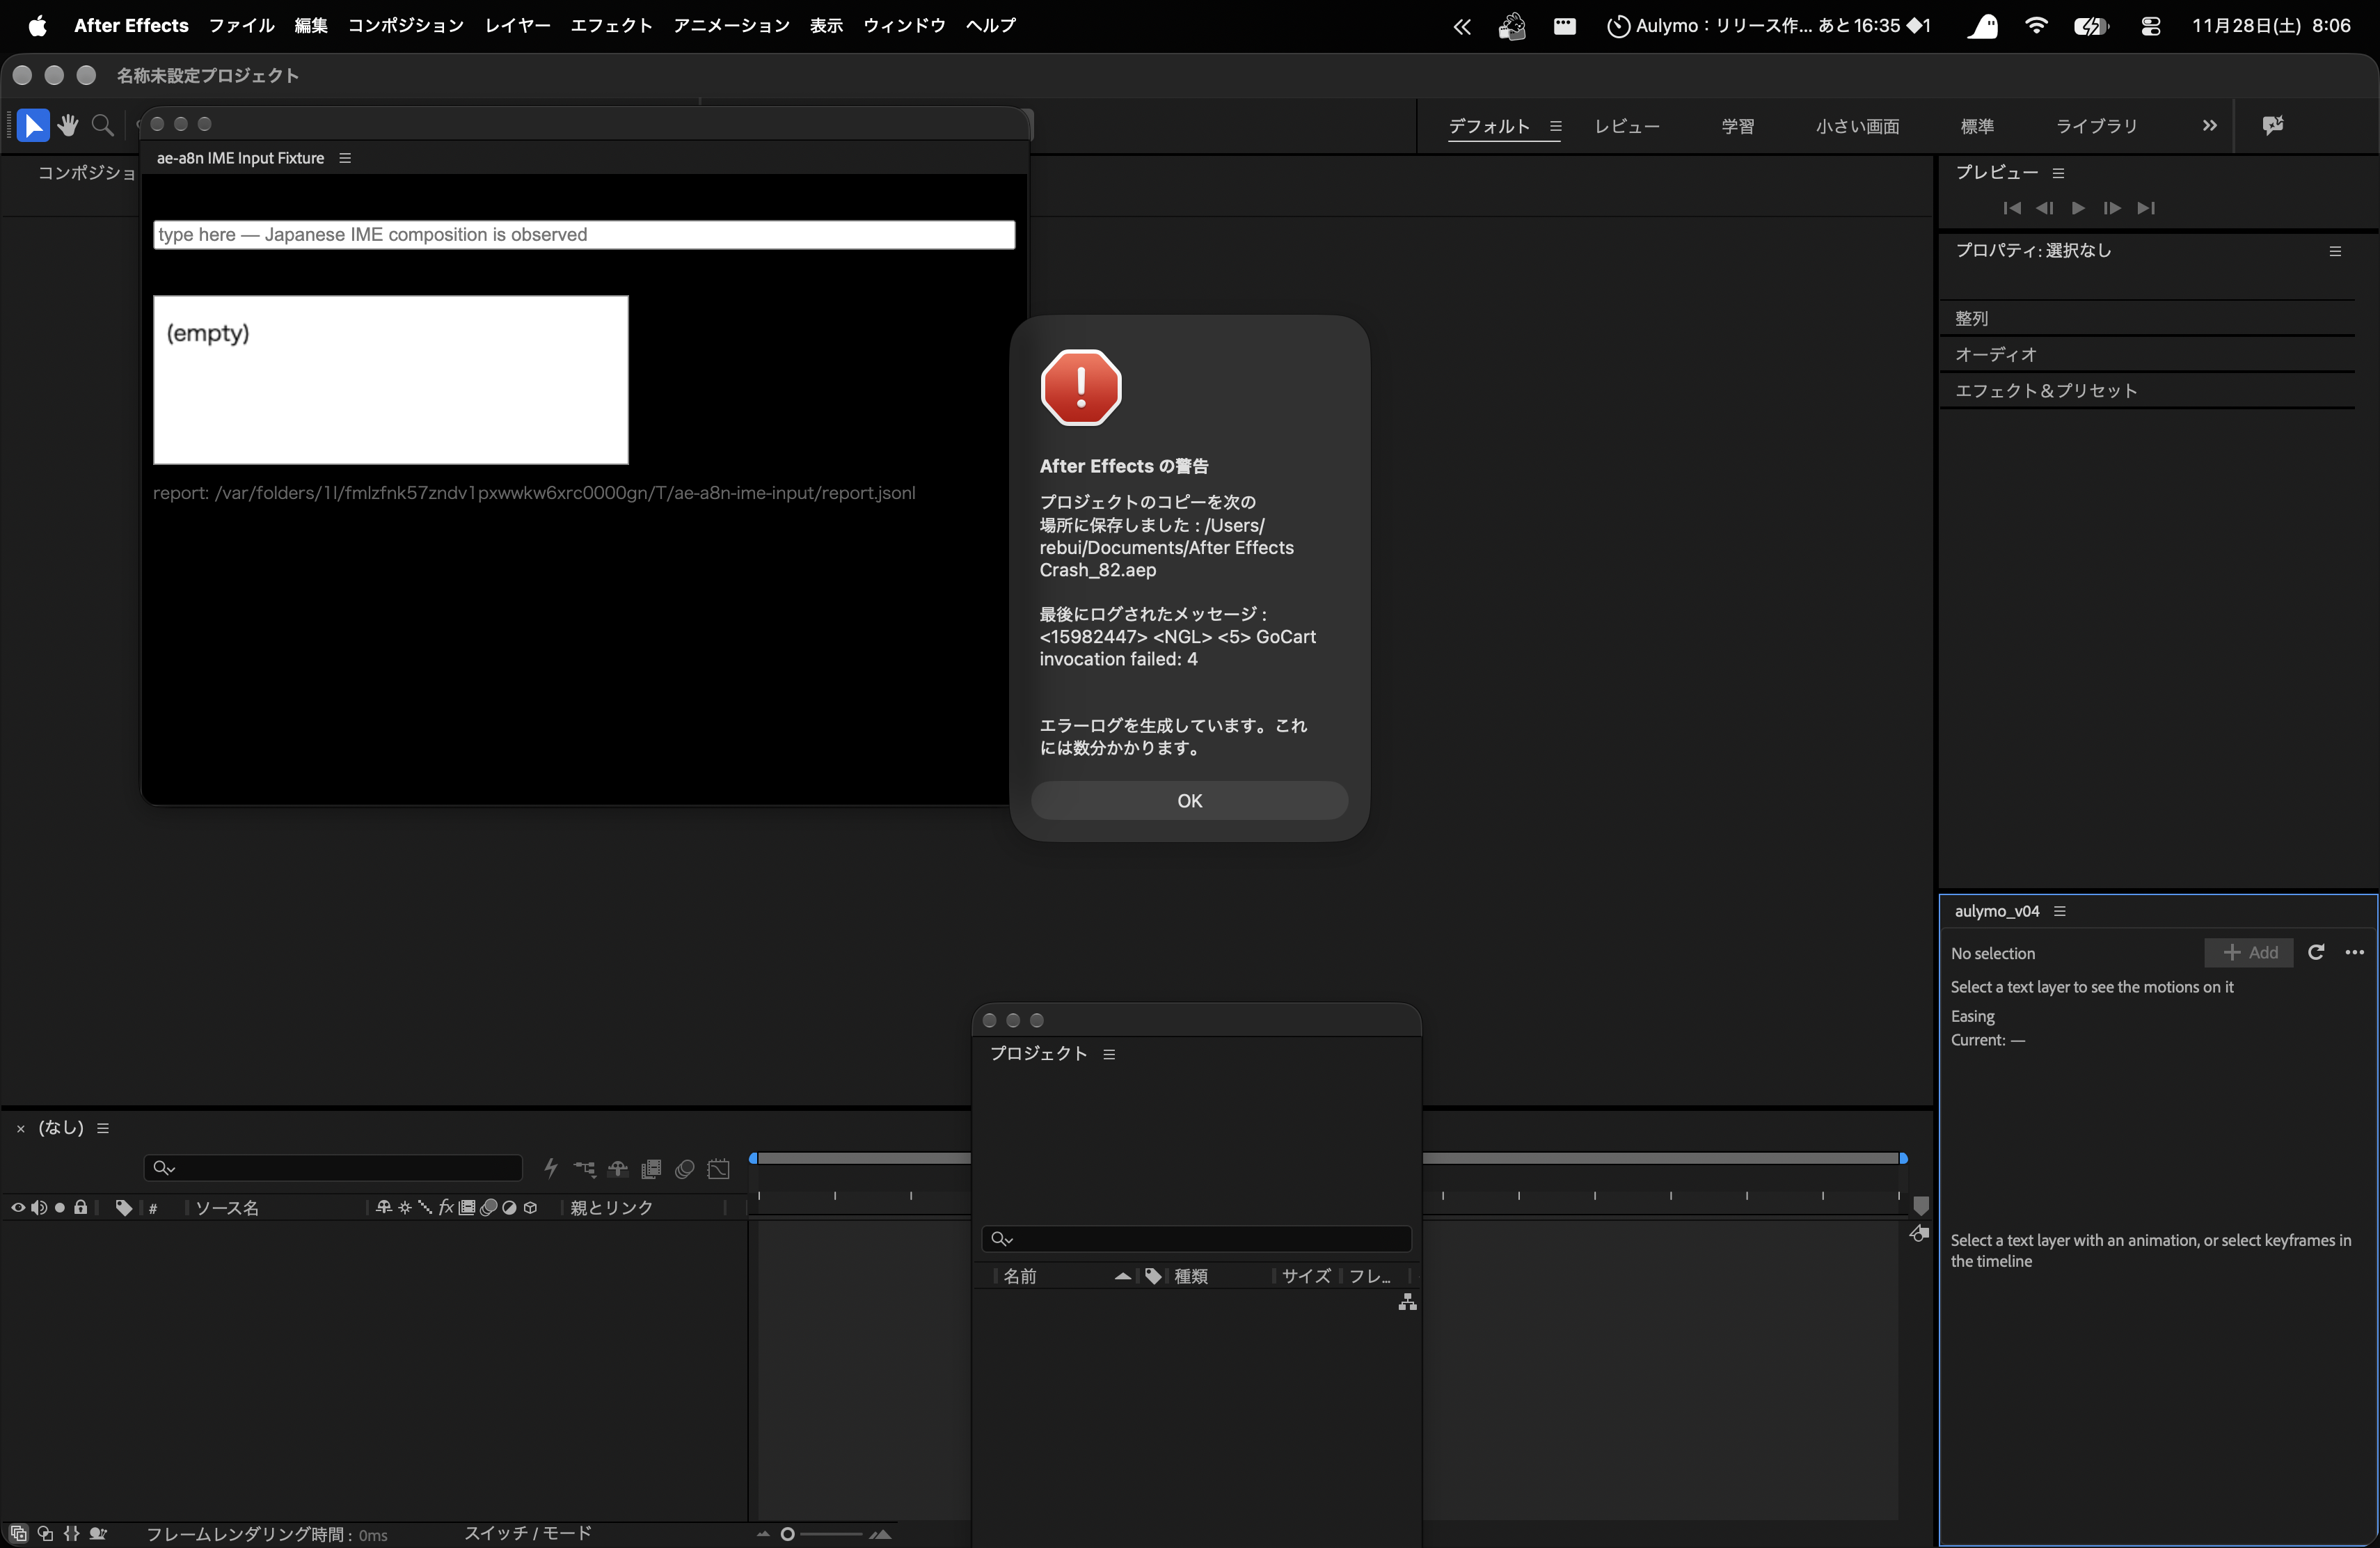 After Effects ファイル 編集 コンポジション レイヤー エフェクト アニメーション 表示 ウィンドウ ヘルプ
Aulymo：リリース作... あと16:35 ◆1
11月28日(土) 8:06
名称未設定プロジェクト
デフォルト レビュー 学習 小さい画面 標準 ライブラリ
コンポジショ
ae-a8n IME Input Fixture
type here — Japanese IME composition is observed
(empty)
report: /var/folders/1l/fmlzfnk57zndv1pxwwkw6xrc0000gn/T/ae-a8n-ime-input/report.jsonl
After Effects の警告
プロジェクトのコピーを次の
場所に保存しました : /Users/
rebui/Documents/After Effects
Crash_82.aep
最後にログされたメッセージ :
<15982447> <NGL> <5> GoCart
invocation failed: 4
エラーログを生成しています。これ
には数分かかります。
OK
プレビュー
プロパティ: 選択なし
整列
オーディオ
エフェクト＆プリセット
aulymo_v04
No selection
Add
Select a text layer to see the motions on it
Easing
Current: —
Select a text layer with an animation, or select keyframes in
the timeline
プロジェクト
名前 種類 サイズ フレ...
× (なし)
# ソース名 fx 親とリンク
フレームレンダリング時間 : 0ms
スイッチ / モード